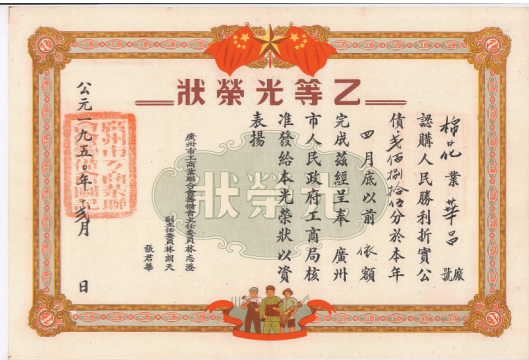 乙等光榮狀
棉花業華昌
廠號
認購人民勝利折實公
債貳佰捌拾伍分於本年
四月底以前依額
完成茲經呈奉廣州
市人民政府工商局核
准發給本光榮狀以資
表揚
廣州市工商業聯合會籌備會主任委員林志澄
副主任委員林朗天
張君華
公元一九五〇年 月 日
光榮狀